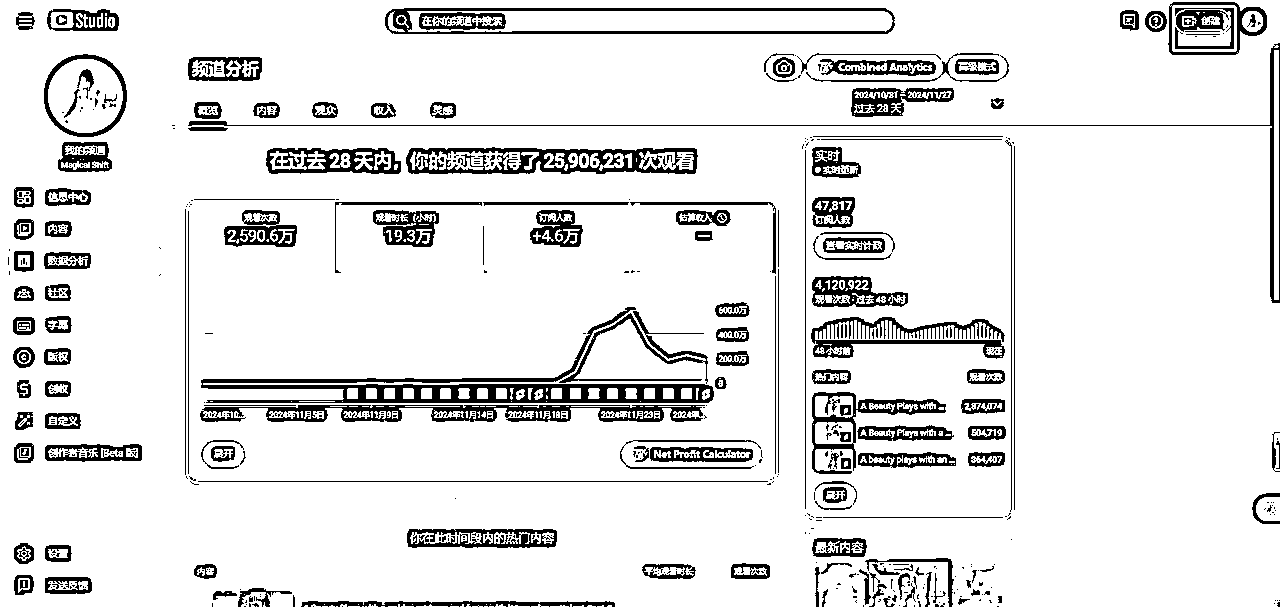 Studio
在你的频道中搜索
创建
我的频道
Magical Shift
信息中心
内容
数据分析
社区
字幕
版权
创收
自定义
创作者音乐 [Beta 版]
设置
发送反馈
频道分析
Combined Analytics
高级模式
概览
内容
观众
收入
灵感
2024/10/31 – 2024/11/27
过去 28 天
在过去 28 天内，你的频道获得了 25,906,231 次观看
观看次数
2,590.6万
观看时长 (小时)
19.3万
订阅人数
+4.6万
估算收入
—
600.0万
400.0万
200.0万
0
2024年10...
2024年11月5日
2024年11月9日
2024年11月14日
2024年11月18日
2024年11月23日
2024年...
展开
Net Profit Calculator
你在此时间段内的热门内容
内容
平均观看时长
观看次数
实时
实时更新
47,817
订阅人数
查看实时计数
4,120,922
观看次数 · 过去 48 小时
48 小时前
现在
热门内容
观看次数
A Beauty Plays with ...
2,874,074
A Beauty Plays with a ...
504,719
A beauty plays with an ...
364,407
展开
最新内容